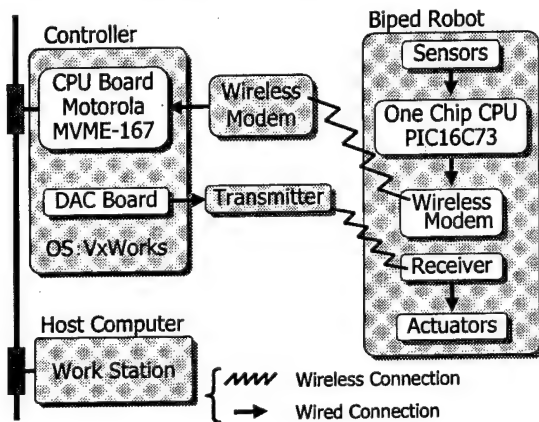 Controller
CPU Board
Motorola
MVME-167
DAC Board
OS:VxWorks
Wireless
Modem
Transmitter
Biped Robot
Sensors
One Chip CPU
PIC16C73
Wireless
Modem
Receiver
Actuators
Host Computer
Work Station
Wireless Connection
Wired Connection